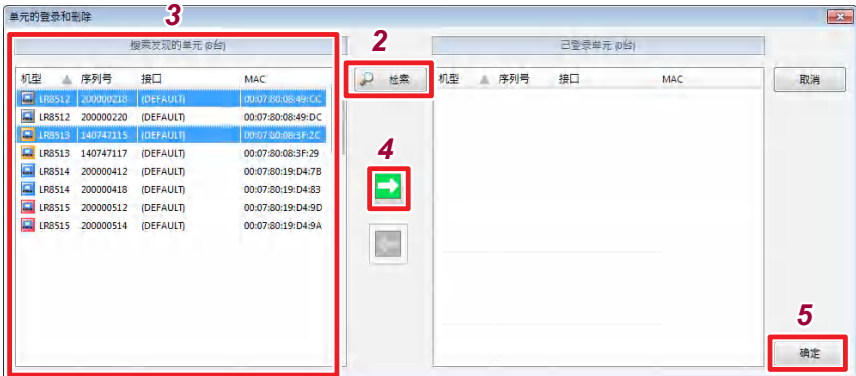 单元的登录和删除
3
搜索发现的单元 (8台)
2
已登录单元 (0台)
机型 序列号 接口 MAC
检索
机型 序列号 接口 MAC
取消
LR8512 200000218 (DEFAULT) 00:07:80:08:49:CC
LR8512 200000220 (DEFAULT) 00:07:80:08:49:DC
LR8513 140747115 (DEFAULT) 00:07:80:08:3F:2C
LR8513 140747117 (DEFAULT) 00:07:80:08:3F:29
4
LR8514 200000412 (DEFAULT) 00:07:80:19:D4:7B
LR8514 200000418 (DEFAULT) 00:07:80:19:D4:83
LR8515 200000512 (DEFAULT) 00:07:80:19:D4:9D
LR8515 200000514 (DEFAULT) 00:07:80:19:D4:9A
5
确定